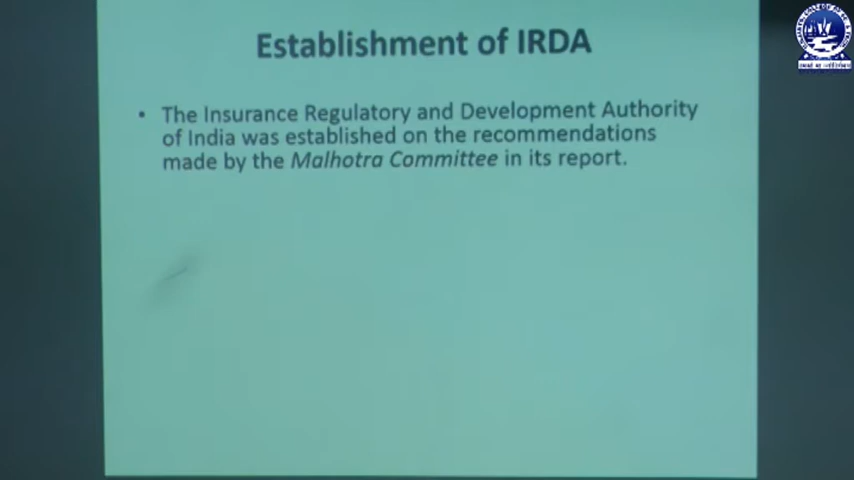 Establishment of IRDA
• The Insurance Regulatory and Development Authority
of India was established on the recommendations
made by the Malhotra Committee in its report.